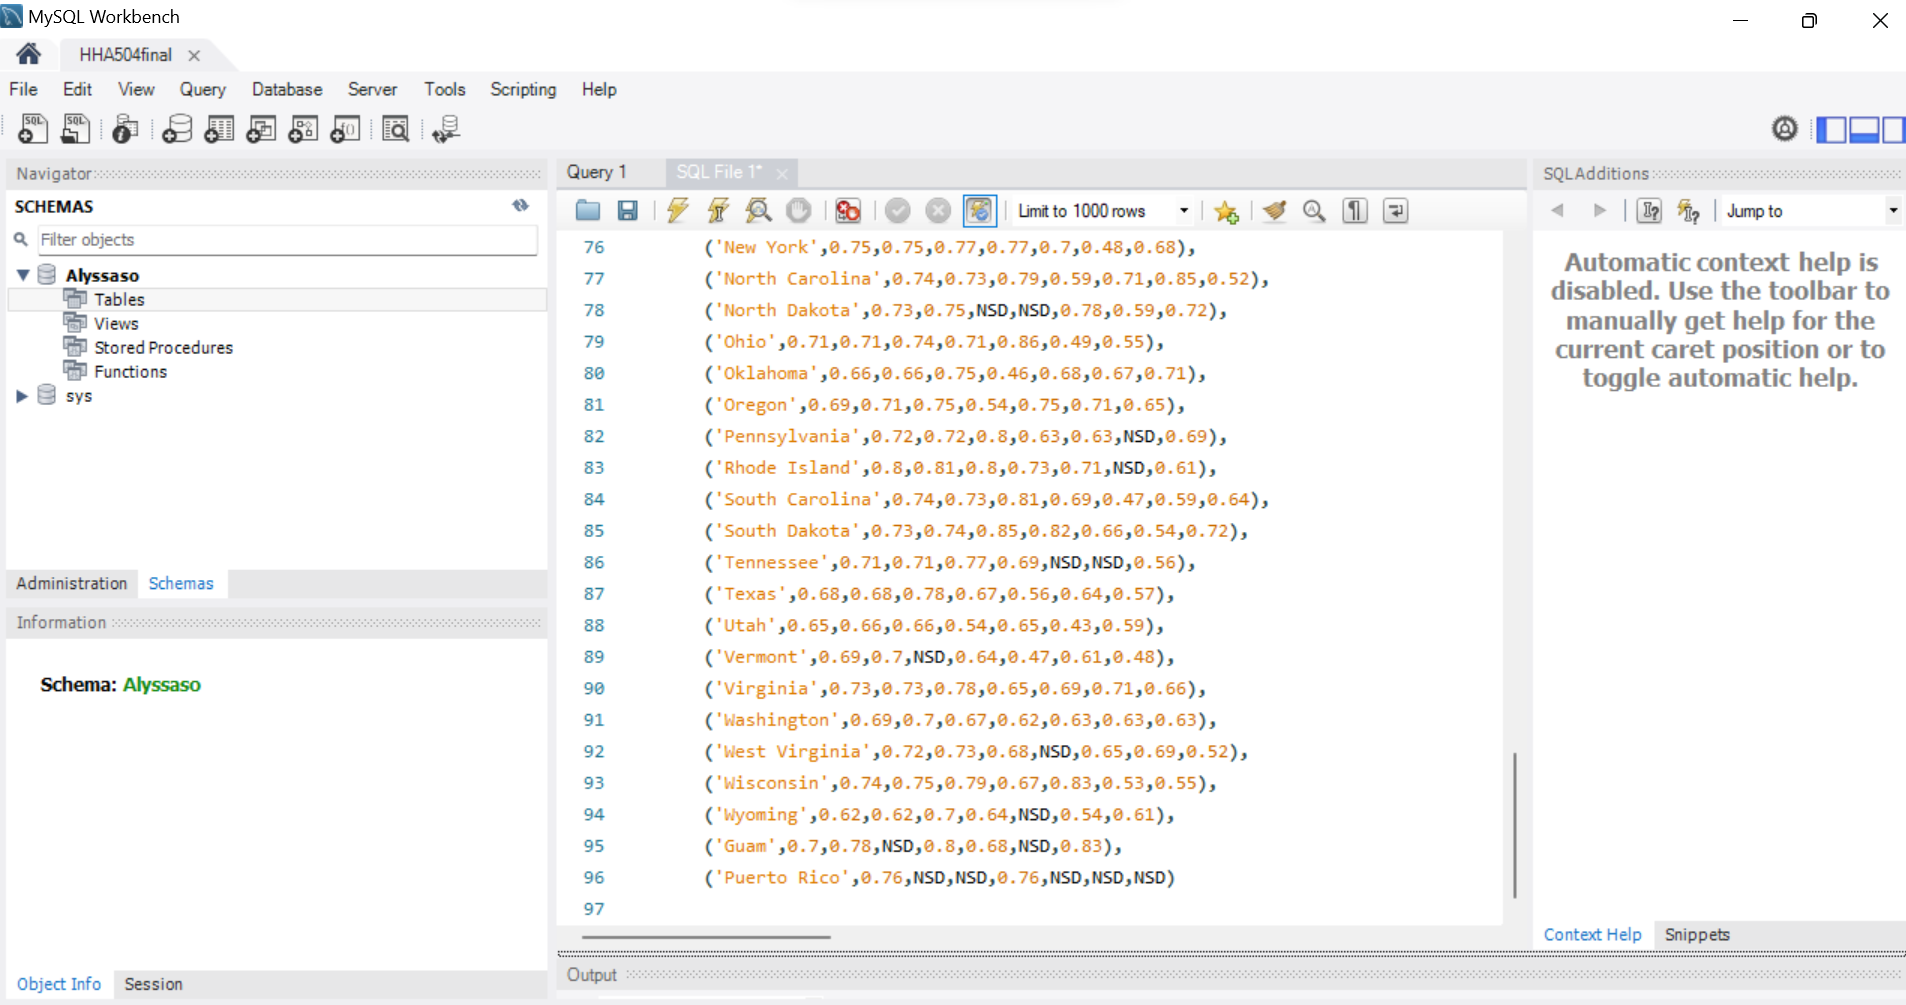 MySQL Workbench
HHA504final
File Edit View Query Database Server Tools Scripting Help
Navigator
SCHEMAS
Filter objects
Alyssaso
Tables
Views
Stored Procedures
Functions
sys
Administration Schemas
Information
Schema: Alyssaso
Object Info Session
Query 1 SQL File 1*
Limit to 1000 rows
76 ('New York',0.75,0.75,0.77,0.77,0.7,0.48,0.68),
77 ('North Carolina',0.74,0.73,0.79,0.59,0.71,0.85,0.52),
78 ('North Dakota',0.73,0.75,NSD,NSD,0.78,0.59,0.72),
79 ('Ohio',0.71,0.71,0.74,0.71,0.86,0.49,0.55),
80 ('Oklahoma',0.66,0.66,0.75,0.46,0.68,0.67,0.71),
81 ('Oregon',0.69,0.71,0.75,0.54,0.75,0.71,0.65),
82 ('Pennsylvania',0.72,0.72,0.8,0.63,0.63,NSD,0.69),
83 ('Rhode Island',0.8,0.81,0.8,0.73,0.71,NSD,0.61),
84 ('South Carolina',0.74,0.73,0.81,0.69,0.47,0.59,0.64),
85 ('South Dakota',0.73,0.74,0.85,0.82,0.66,0.54,0.72),
86 ('Tennessee',0.71,0.71,0.77,0.69,NSD,NSD,0.56),
87 ('Texas',0.68,0.68,0.78,0.67,0.56,0.64,0.57),
88 ('Utah',0.65,0.66,0.66,0.54,0.65,0.43,0.59),
89 ('Vermont',0.69,0.7,NSD,0.64,0.47,0.61,0.48),
90 ('Virginia',0.73,0.73,0.78,0.65,0.69,0.71,0.66),
91 ('Washington',0.69,0.7,0.67,0.62,0.63,0.63,0.63),
92 ('West Virginia',0.72,0.73,0.68,NSD,0.65,0.69,0.52),
93 ('Wisconsin',0.74,0.75,0.79,0.67,0.83,0.53,0.55),
94 ('Wyoming',0.62,0.62,0.7,0.64,NSD,0.54,0.61),
95 ('Guam',0.7,0.78,NSD,0.8,0.68,NSD,0.83),
96 ('Puerto Rico',0.76,NSD,NSD,0.76,NSD,NSD,NSD)
97
Output
SQLAdditions
Jump to
Automatic context help is
disabled. Use the toolbar to
manually get help for the
current caret position or to
toggle automatic help.
Context Help Snippets